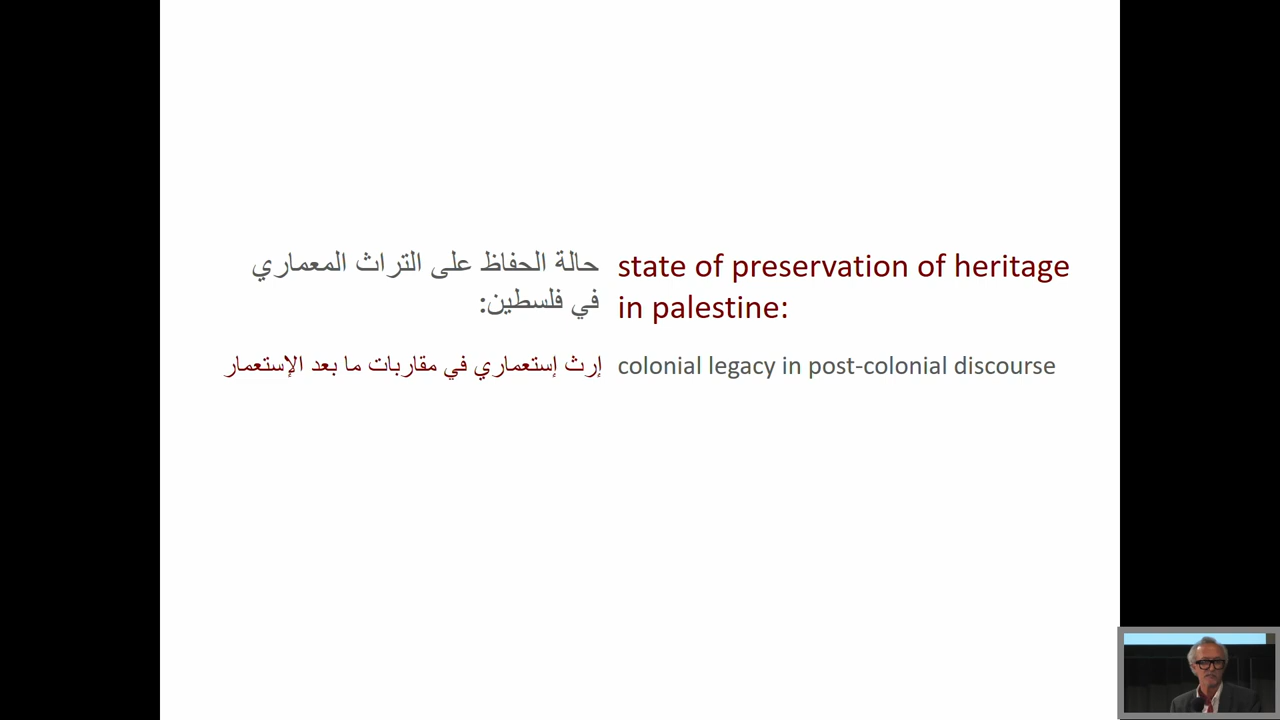 حالة الحفاظ على التراث المعماري
في فلسطين:
إرث إستعماري في مقاربات ما بعد الإستعمار
state of preservation of heritage
in palestine:
colonial legacy in post-colonial discourse